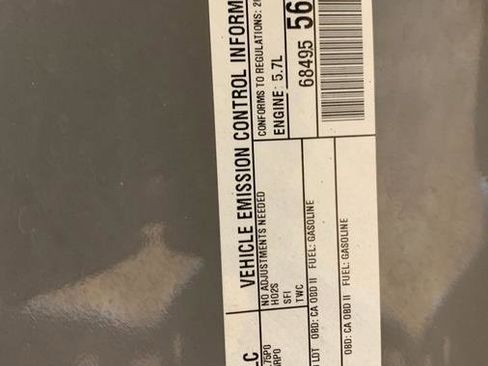 VEHICLE EMISSION CONTROL INFORM
CONFORMS TO REGULATIONS:
ENGINE: 5.7L
68495
56
NO ADJUSTMENTS NEEDED
HO2S
SFI
TWC
LDT OBD: CA OBD II FUEL: GASOLINE
OBD: CA OBD II FUEL: GASOLINE